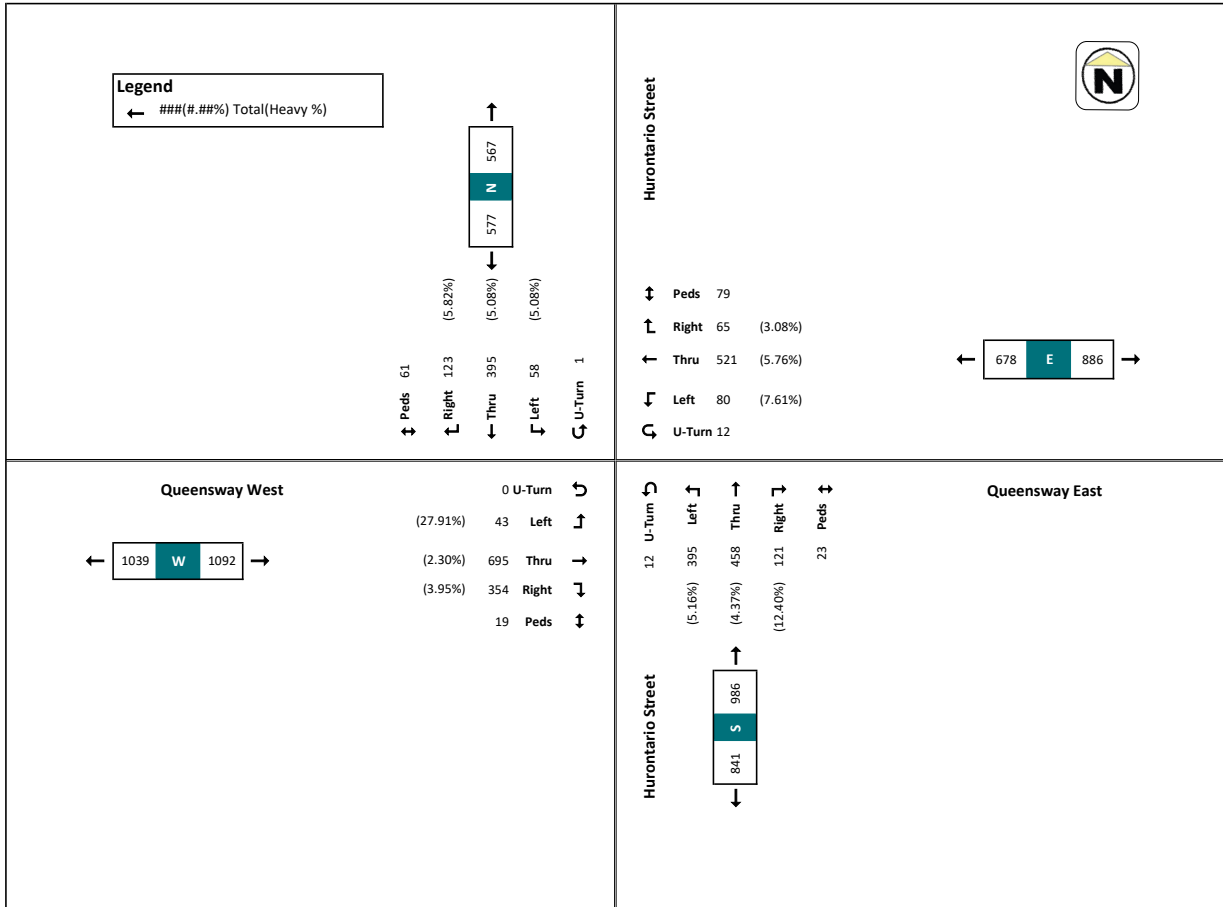 Legend
← ###(#.##%) Total(Heavy %)
N
Hurontario Street
567
N
577
(5.82%)
(5.08%)
(5.08%)
Peds 61
Right 123
Thru 395
Left 58
U-Turn 1
Peds 79
Right 65 (3.08%)
Thru 521 (5.76%)
Left 80 (7.61%)
U-Turn 12
678 E 886
Queensway West
0 U-Turn
(27.91%) 43 Left
(2.30%) 695 Thru
(3.95%) 354 Right
19 Peds
1039 W 1092
Queensway East
12 U-Turn
(5.16%) 395 Left
(4.37%) 458 Thru
(12.40%) 121 Right
23 Peds
Hurontario Street
986
S
841